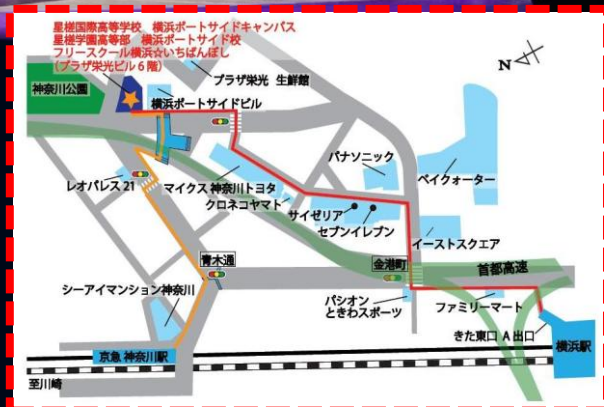 星槎国際高等学校 横浜ポートサイドキャンパス
星槎学園高等部 横浜ポートサイド校
フリースクール横浜☆いちばんぼし
(プラザ栄光ビル6階)
プラザ栄光 生鮮館
N
神奈川公園
横浜ポートサイドビル
パナソニック
ベイクォーター
レオパレス21
マイクス 神奈川トヨタ
クロネコヤマト
サイゼリア
セブンイレブン
イーストスクエア
青木通
金港町
首都高速
シーアイマンション神奈川
パシオン
ときわスポーツ
ファミリーマート
きた東口 A出口
京急 神奈川駅
横浜駅
至川崎